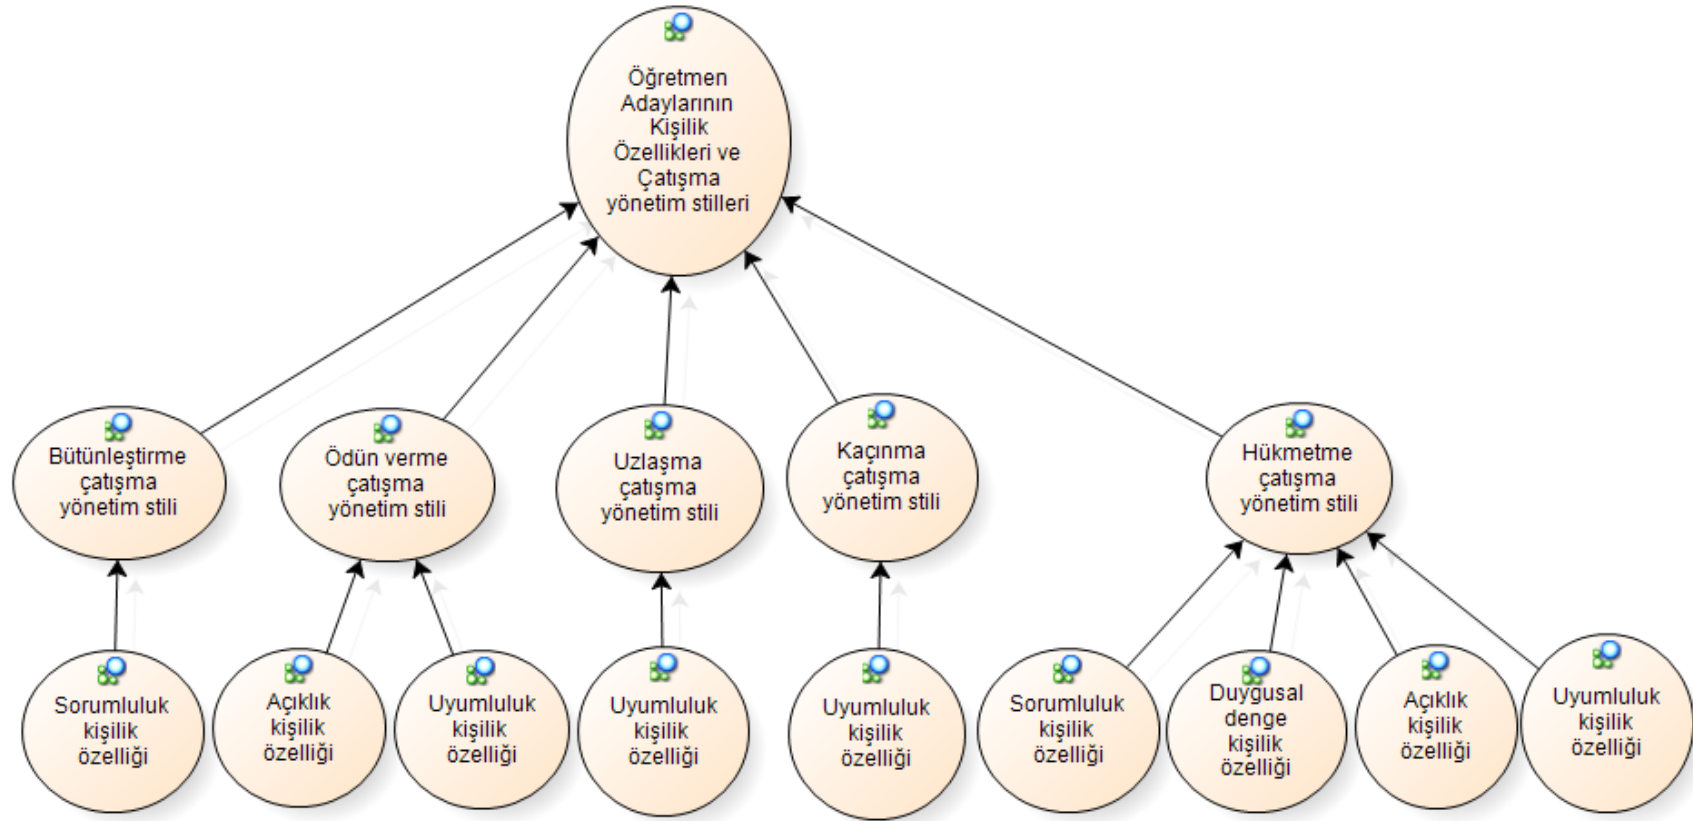 Öğretmen
Adaylarının
Kişilik
Özellikleri ve
Çatışma
yönetim stilleri
Bütünleştirme
çatışma
yönetim stili
Ödün verme
çatışma
yönetim stili
Uzlaşma
çatışma
yönetim stili
Kaçınma
çatışma
yönetim stili
Hükmetme
çatışma
yönetim stili
Sorumluluk
kişilik
özelliği
Açıklık
kişilik
özelliği
Uyumluluk
kişilik
özelliği
Uyumluluk
kişilik
özelliği
Uyumluluk
kişilik
özelliği
Sorumluluk
kişilik
özelliği
Duygusal
denge
kişilik
özelliği
Açıklık
kişilik
özelliği
Uyumluluk
kişilik
özelliği